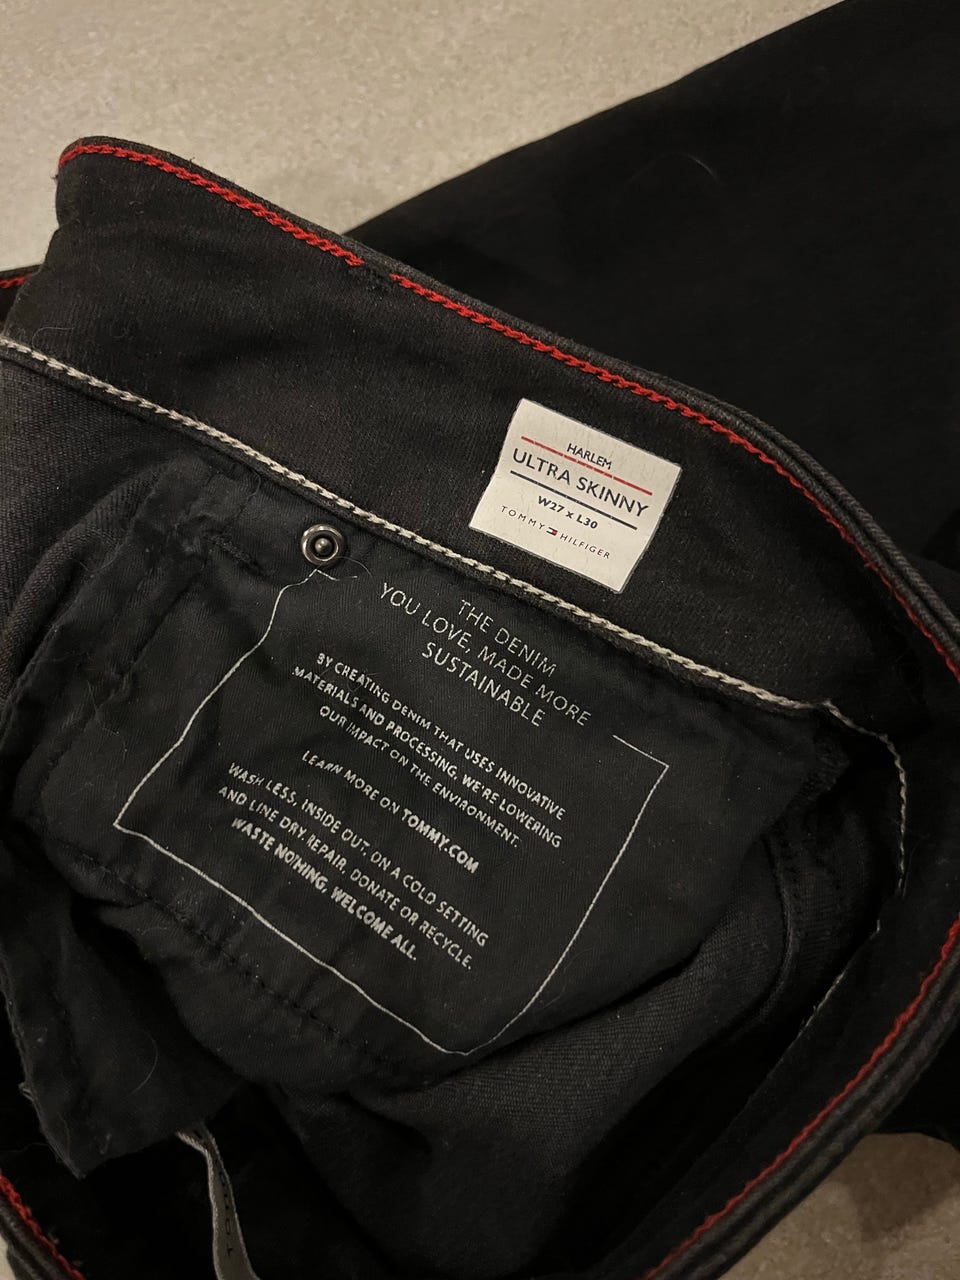 HARLEM
ULTRA SKINNY
W27 x L30
TOMMY HILFIGER
THE DENIM
YOU LOVE, MADE MORE
SUSTAINABLE
BY CREATING DENIM THAT USES INNOVATIVE
MATERIALS AND PROCESSING, WE'RE LOWERING
OUR IMPACT ON THE ENVIRONMENT.
LEARN MORE ON TOMMY.COM
WASH LESS, INSIDE OUT, ON A COLD SETTING
AND LINE DRY. REPAIR, DONATE OR RECYCLE.
WASTE NOTHING, WELCOME ALL.